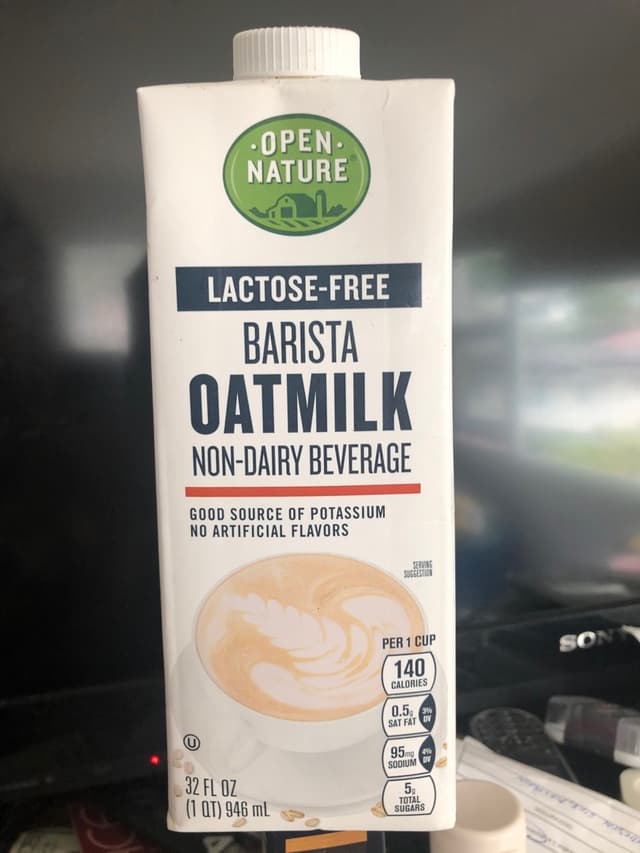 ·OPEN·
NATURE®
LACTOSE-FREE
BARISTA
OATMILK
NON-DAIRY BEVERAGE
GOOD SOURCE OF POTASSIUM
NO ARTIFICIAL FLAVORS
SERVING
SUGGESTION
PER 1 CUP
140
CALORIES
0.5g
SAT FAT
3%
DV
95mg
SODIUM
4%
DV
5g
TOTAL
SUGARS
U
32 FL OZ
(1 QT) 946 mL
SONY